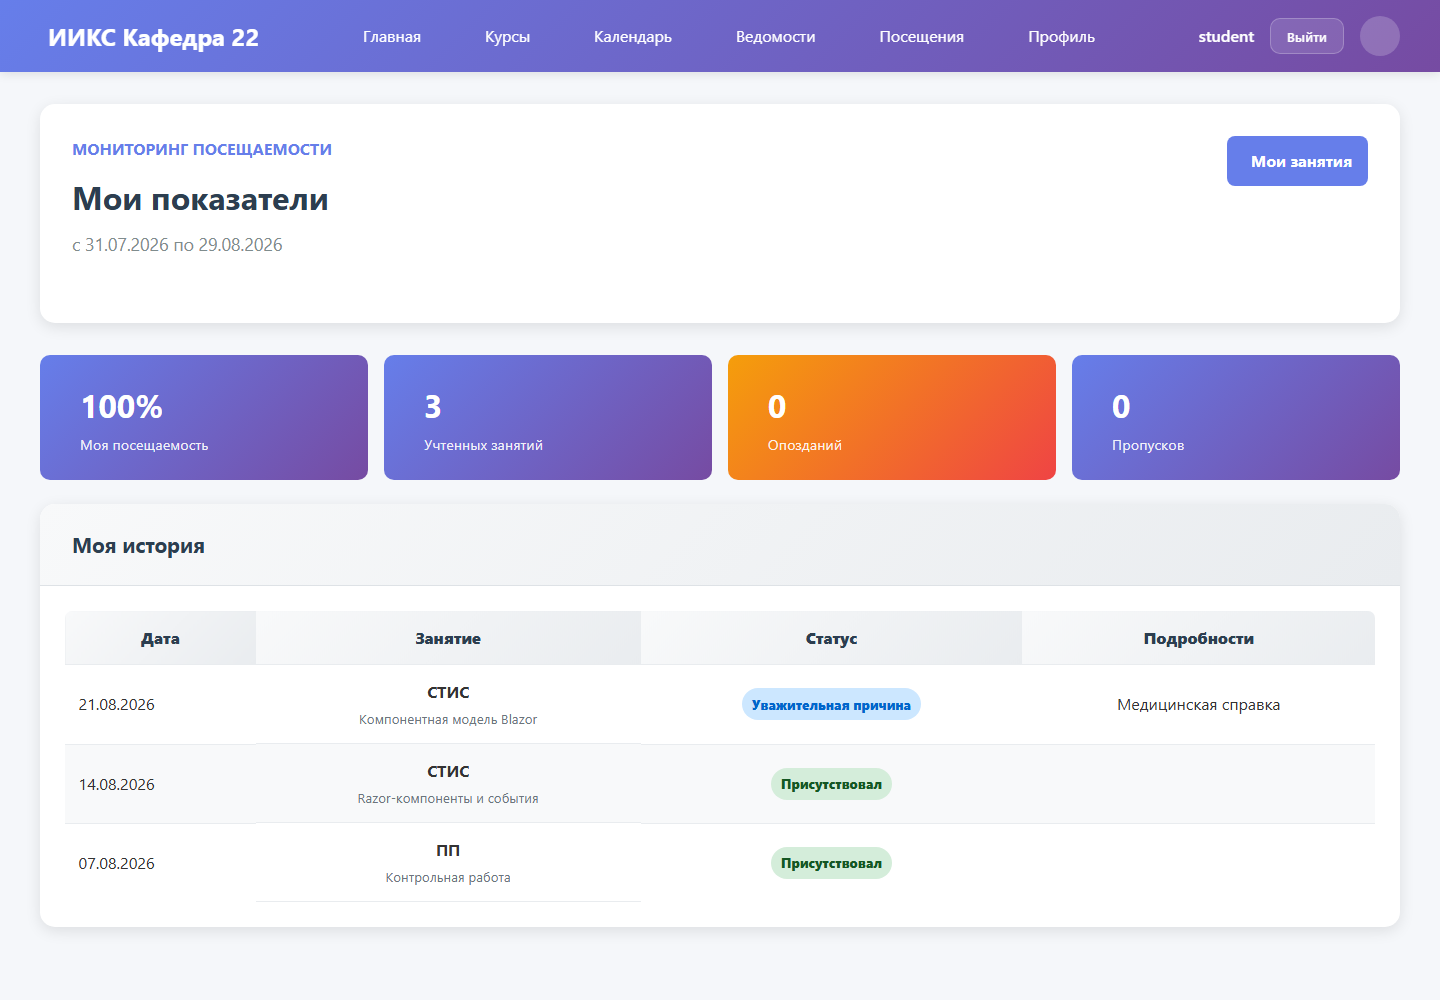 ИИКС Кафедра 22
Главная
Курсы
Календарь
Ведомости
Посещения
Профиль
student
Выйти
МОНИТОРИНГ ПОСЕЩАЕМОСТИ
Мои занятия
Мои показатели
с 31.07.2026 по 29.08.2026
100%
Моя посещаемость
3
Учтенных занятий
0
Опозданий
0
Пропусков
Моя история
Дата
Занятие
Статус
Подробности
21.08.2026
СТИС
Компонентная модель Blazor
Уважительная причина
Медицинская справка
14.08.2026
СТИС
Razor-компоненты и события
Присутствовал
07.08.2026
ПП
Контрольная работа
Присутствовал